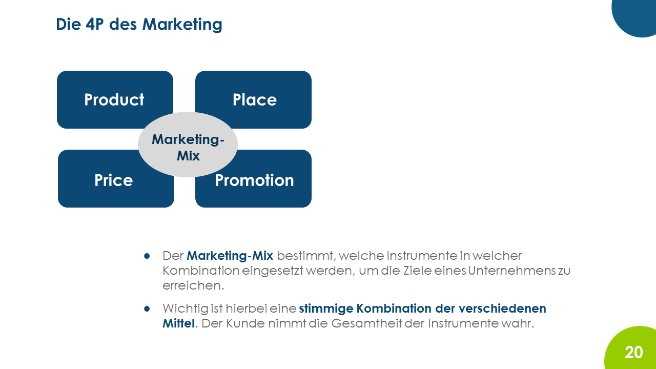 Die 4P des Marketing
Product
Place
Marketing-
Mix
Price
Promotion
● Der Marketing-Mix bestimmt, welche Instrumente in welcher
Kombination eingesetzt werden, um die Ziele eines Unternehmens zu
erreichen.
● Wichtig ist hierbei eine stimmige Kombination der verschiedenen
Mittel. Der Kunde nimmt die Gesamtheit der Instrumente wahr.
20